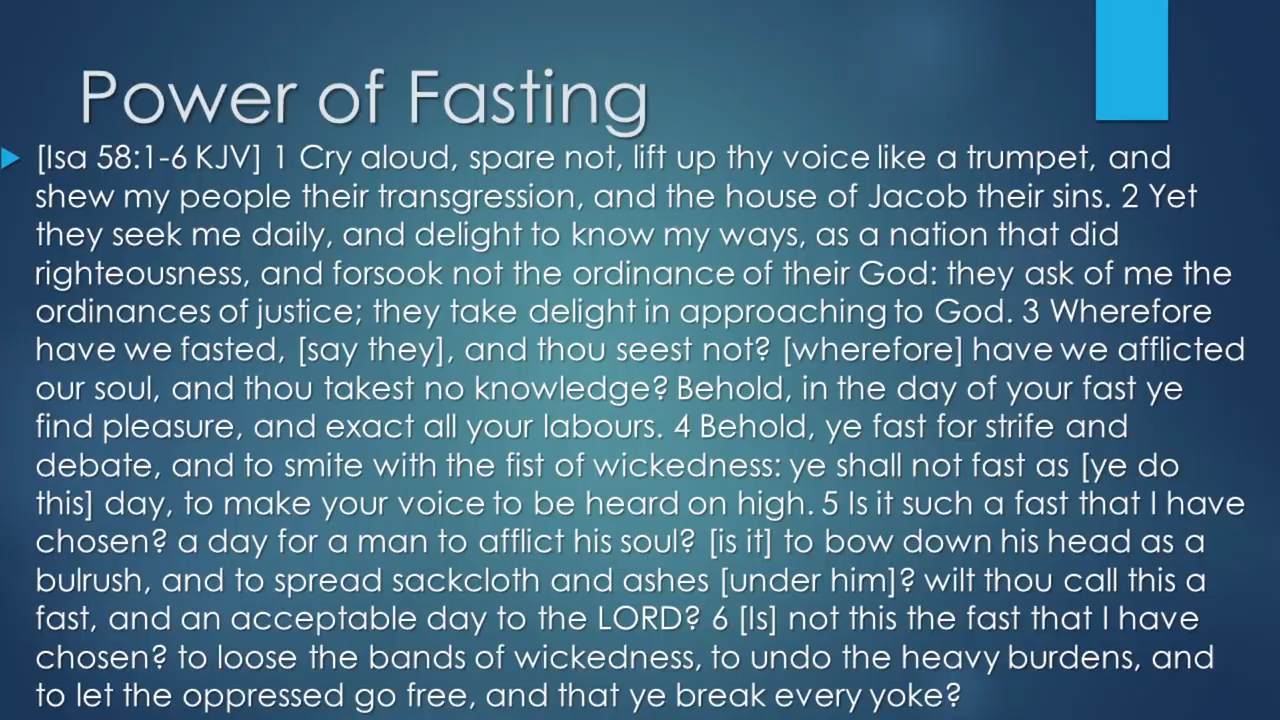 Power of Fasting
[Isa 58:1-6 KJV] 1 Cry aloud, spare not, lift up thy voice like a trumpet, and
shew my people their transgression, and the house of Jacob their sins. 2 Yet
they seek me daily, and delight to know my ways, as a nation that did
righteousness, and forsook not the ordinance of their God: they ask of me the
ordinances of justice; they take delight in approaching to God. 3 Wherefore
have we fasted, [say they], and thou seest not? [wherefore] have we afflicted
our soul, and thou takest no knowledge? Behold, in the day of your fast ye
find pleasure, and exact all your labours. 4 Behold, ye fast for strife and
debate, and to smite with the fist of wickedness: ye shall not fast as [ye do
this] day, to make your voice to be heard on high. 5 Is it such a fast that I have
chosen? a day for a man to afflict his soul? [is it] to bow down his head as a
bulrush, and to spread sackcloth and ashes [under him]? wilt thou call this a
fast, and an acceptable day to the LORD? 6 [Is] not this the fast that I have
chosen? to loose the bands of wickedness, to undo the heavy burdens, and
to let the oppressed go free, and that ye break every yoke?